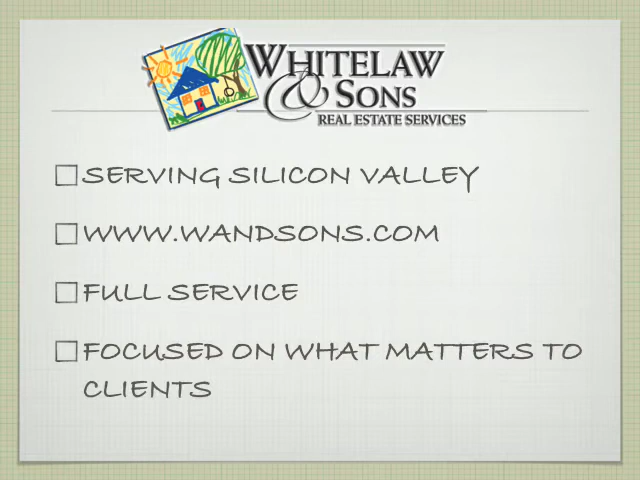 WHITELAW
& SONS
REAL ESTATE SERVICES
SERVING SILICON VALLEY
WWW.WANDSONS.COM
FULL SERVICE
FOCUSED ON WHAT MATTERS TO
CLIENTS